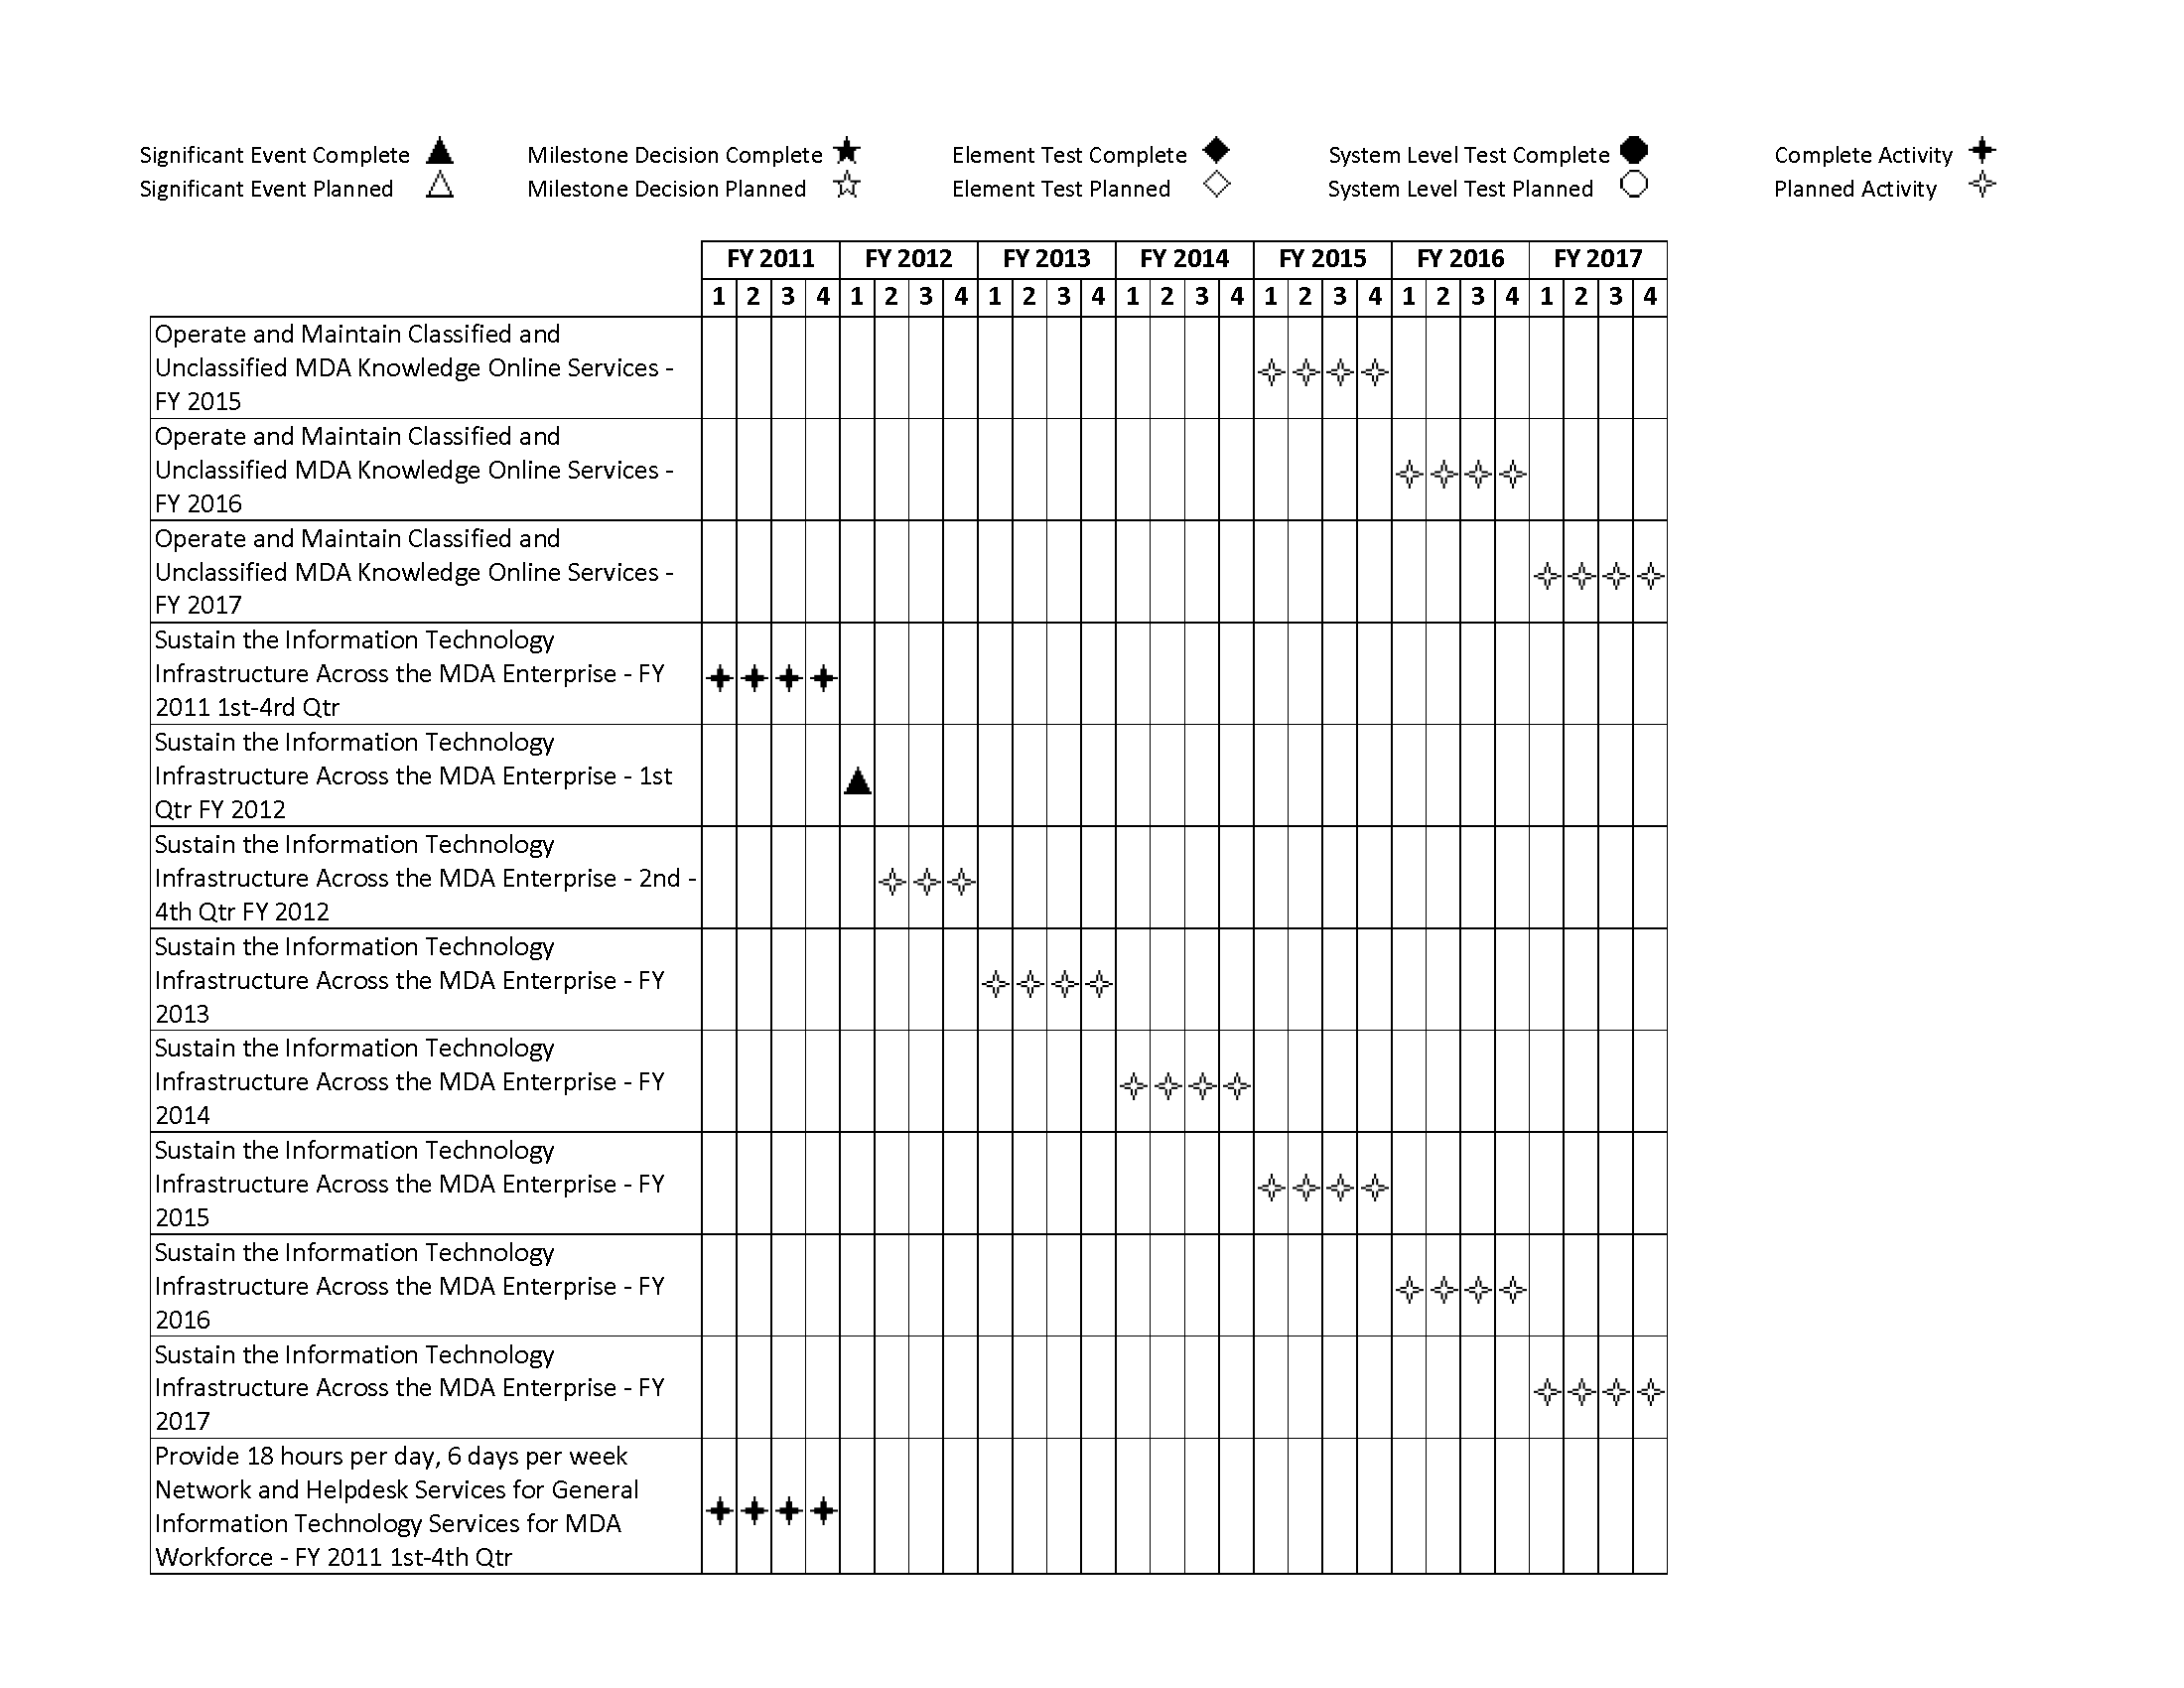 Significant Event Complete Milestone Decision Complete Element Test Complete System Level Test Complete Complete Activity
Significant Event Planned Milestone Decision Planned Element Test Planned System Level Test Planned Planned Activity
FY 2011 FY 2012 FY 2013 FY 2014 FY 2015 FY 2016 FY 2017
1 2 3 4 1 2 3 4 1 2 3 4 1 2 3 4 1 2 3 4 1 2 3 4 1 2 3 4
Operate and Maintain Classified and
Unclassified MDA Knowledge Online Services -
FY 2015
Operate and Maintain Classified and
Unclassified MDA Knowledge Online Services -
FY 2016
Operate and Maintain Classified and
Unclassified MDA Knowledge Online Services -
FY 2017
Sustain the Information Technology
Infrastructure Across the MDA Enterprise - FY
2011 1st-4rd Qtr
Sustain the Information Technology
Infrastructure Across the MDA Enterprise - 1st
Qtr FY 2012
Sustain the Information Technology
Infrastructure Across the MDA Enterprise - 2nd -
4th Qtr FY 2012
Sustain the Information Technology
Infrastructure Across the MDA Enterprise - FY
2013
Sustain the Information Technology
Infrastructure Across the MDA Enterprise - FY
2014
Sustain the Information Technology
Infrastructure Across the MDA Enterprise - FY
2015
Sustain the Information Technology
Infrastructure Across the MDA Enterprise - FY
2016
Sustain the Information Technology
Infrastructure Across the MDA Enterprise - FY
2017
Provide 18 hours per day, 6 days per week
Network and Helpdesk Services for General
Information Technology Services for MDA
Workforce - FY 2011 1st-4th Qtr